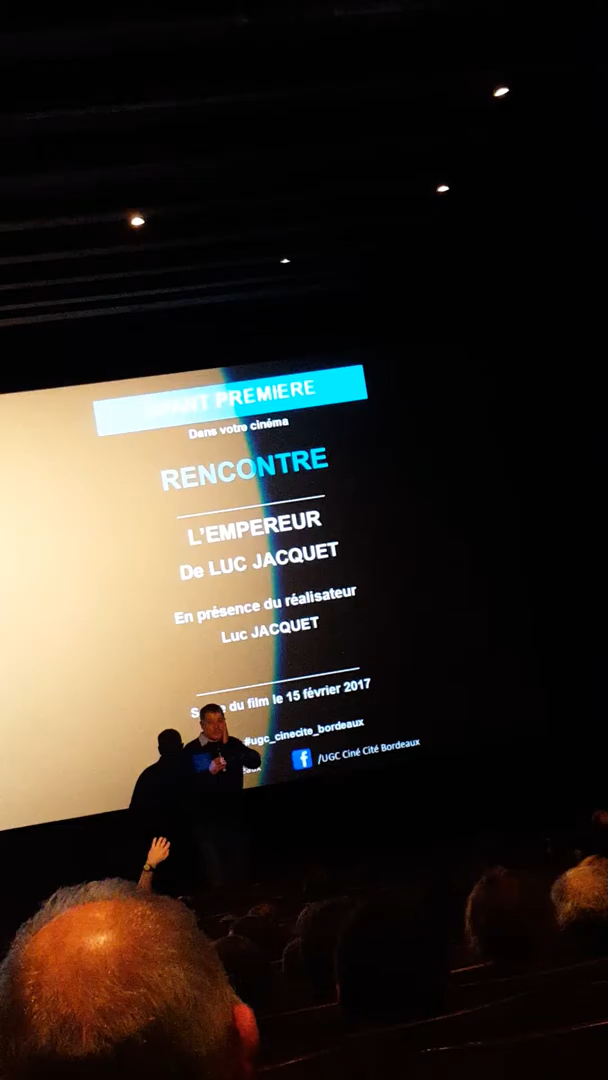 AVANT PREMIERE
Dans votre cinéma
RENCONTRE
L'EMPEREUR
De LUC JACQUET
En présence du réalisateur
Luc JACQUET
du film le 15 février 2017
#ugc_cinecite_bordeaux
f /UGC Ciné Cité Bordeaux